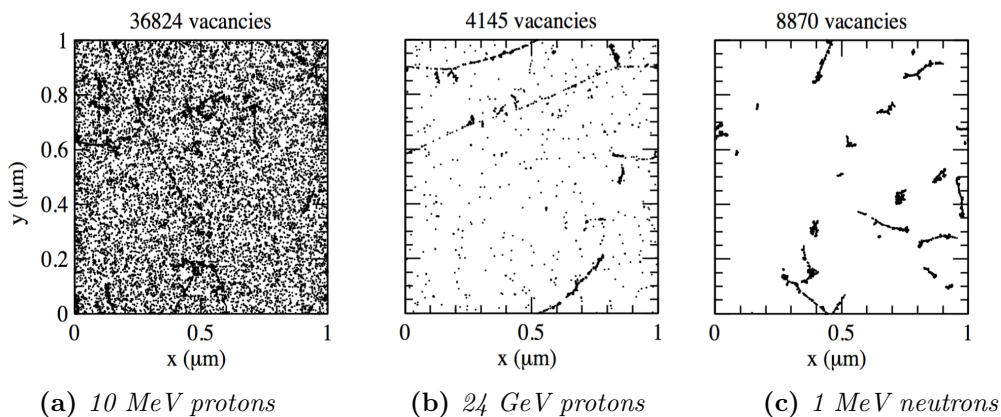 36824 vacancies
4145 vacancies
8870 vacancies
1
0.8
0.6
0.4
0.2
0
y (μm)
0
0.5
1
x (μm)
0
0.5
1
x (μm)
0
0.5
1
x (μm)
(a) 10 MeV protons
(b) 24 GeV protons
(c) 1 MeV neutrons